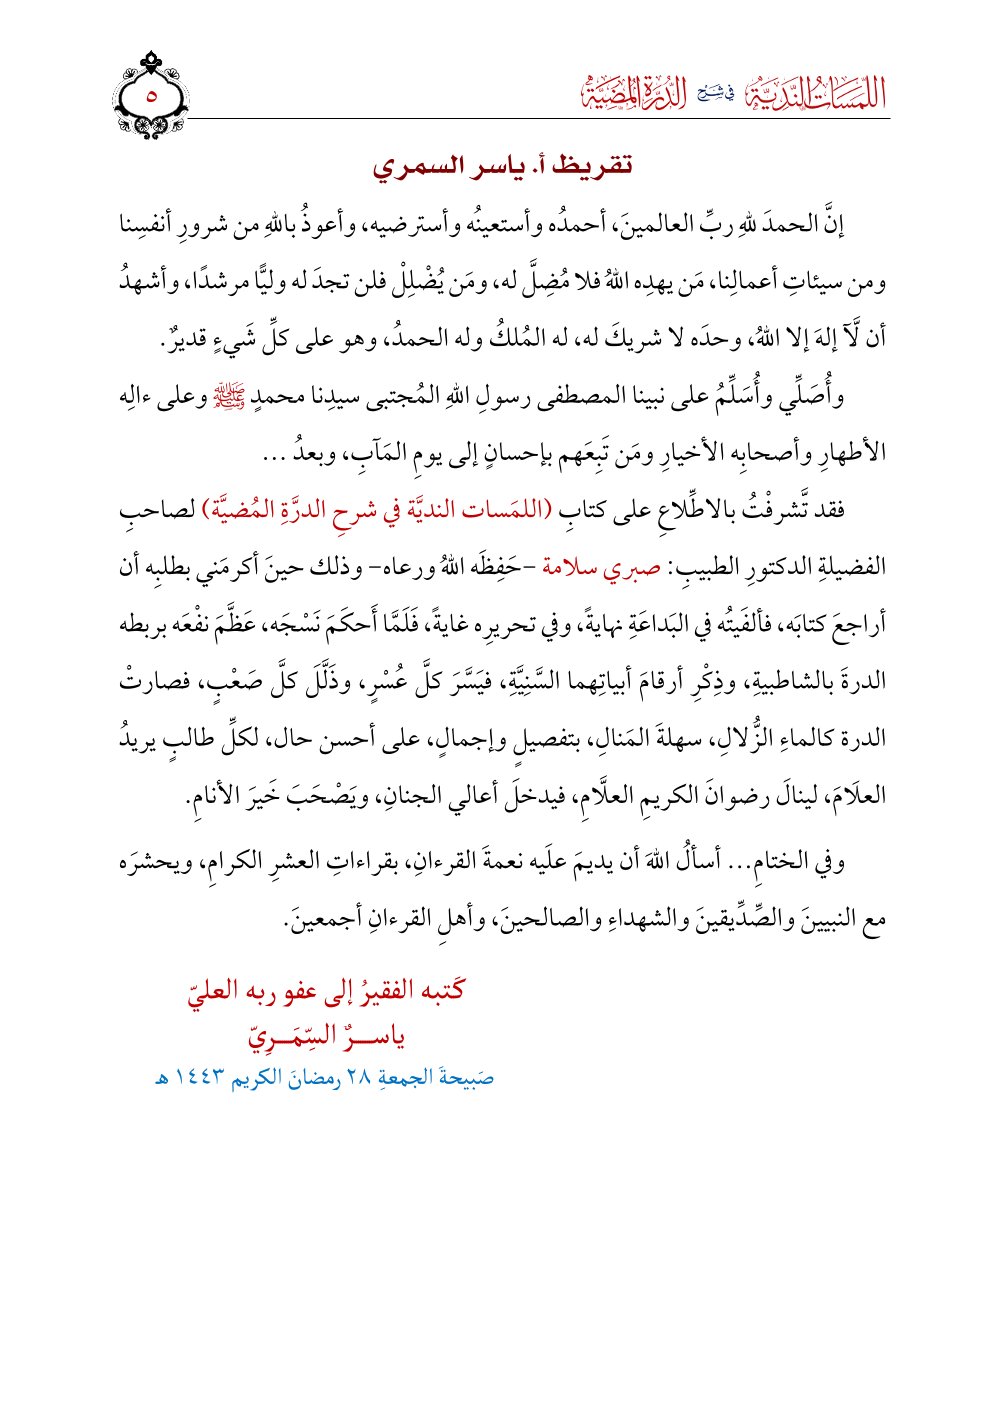 اللَّمَسَاتُ النَّدِيَّةُ في شَرْحِ الدُّرَّةِ المُضِيَّةِ
٥
تقريظ أ. ياسر السمري
إنَّ الحمدَ للهِ ربِّ العالمينَ، أحمدُه وأستعينُه وأسترضيه، وأعوذُ باللهِ من شرورِ أنفسِنا
ومن سيئاتِ أعمالِنا، مَن يهدِه اللهُ فلا مُضِلَّ له، ومَن يُضْلِلْ فلن تجدَ له وليًّا مرشدًا، وأشهدُ
أن لَّآ إلهَ إلا اللهُ، وحدَه لا شريكَ له، له المُلكُ وله الحمدُ، وهو على كلِّ شَيءٍ قديرٌ.
وأُصَلِّي وأُسَلِّمُ على نبينا المصطفى رسولِ اللهِ المُجتبى سيدِنا محمدٍ ﷺ وعلى ءالِه
الأطهارِ وأصحابِه الأخيارِ ومَن تَبِعَهم بإحسانٍ إلى يومِ المَآبِ، وبعدُ ...
فقد تَّشرفْتُ بالاطِّلاعِ على كتابِ (اللمَسات النديَّة في شرحِ الدرَّةِ المُضيَّة) لصاحبِ
الفضيلةِ الدكتورِ الطبيبِ: صبري سلامة -حَفِظَه اللهُ ورعاه- وذلك حينَ أكرمَني بطلبِه أن
أراجعَ كتابَه، فألفَيتُه في البَداعَةِ نهايةً، وفي تحريرِه غايةً، فَلَمَّا أَحكَمَ نَسْجَه، عَظَّمَ نفْعَه بربطه
الدرةَ بالشاطبيةِ، وذِكْرِ أرقامَ أبياتِهما السَّنِيَّةِ، فيَسَّرَ كلَّ عُسْرٍ، وذَلَّلَ كلَّ صَعْبٍ، فصارتْ
الدرة كالماءِ الزُّلالِ، سهلةَ المَنالِ، بتفصيلٍ وإجمالٍ، على أحسن حال، لكلِّ طالبٍ يريدُ
العلَامَ، لينالَ رضوانَ الكريمِ العلَّامِ، فيدخلَ أعالي الجنانِ، ويَصْحَبَ خَيرَ الأنامِ.
وفي الختامِ... أسألُ اللهَ أن يديمَ علَيه نعمةَ القرءانِ، بقراءاتِ العشرِ الكرامِ، ويحشرَه
مع النبيينَ والصِّدِّيقينَ والشهداءِ والصالحينَ، وأهلِ القرءانِ أجمعينَ.
كَتبه الفقيرُ إلى عفو ربه العليّ
ياســرٌ السِّمَــرِيّ
صَبيحةَ الجمعةِ ٢٨ رمضانَ الكريم ١٤٤٣ هـ